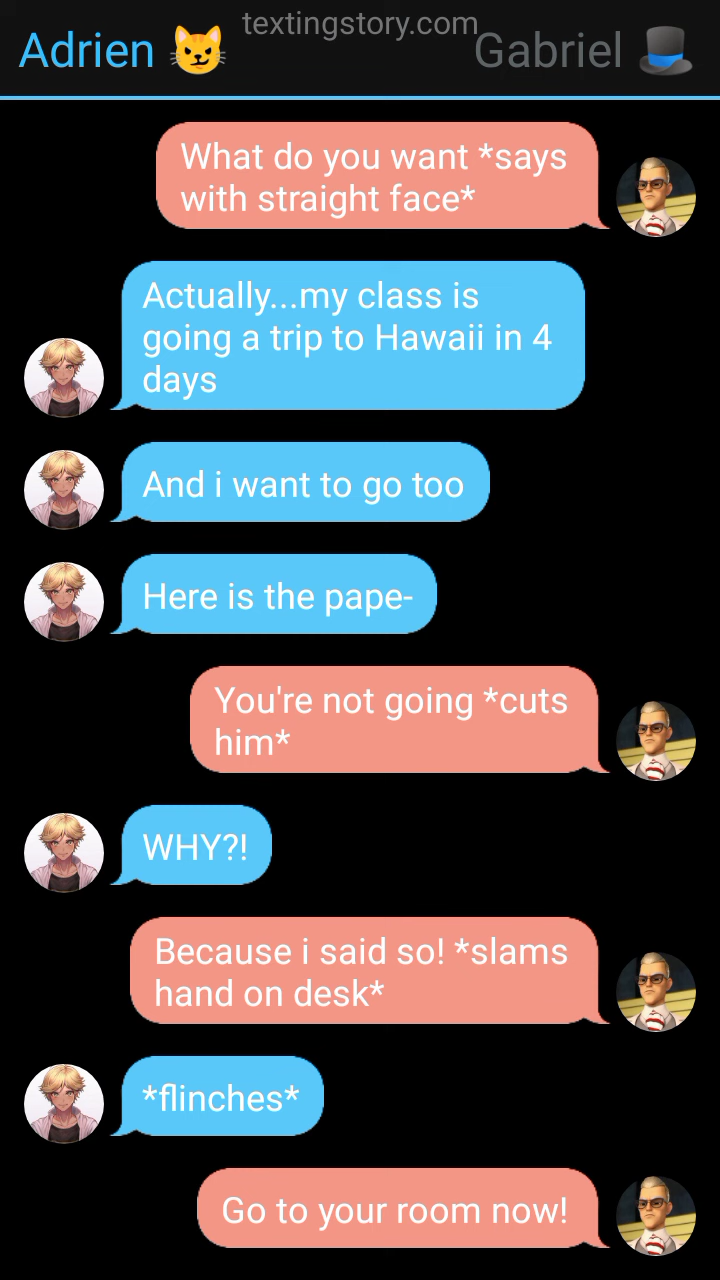 textingstory.com
Adrien 😼 Gabriel 🎩
What do you want *says
with straight face*
Actually...my class is
going a trip to Hawaii in 4
days
And i want to go too
Here is the pape-
You're not going *cuts
him*
WHY?!
Because i said so! *slams
hand on desk*
*flinches*
Go to your room now!